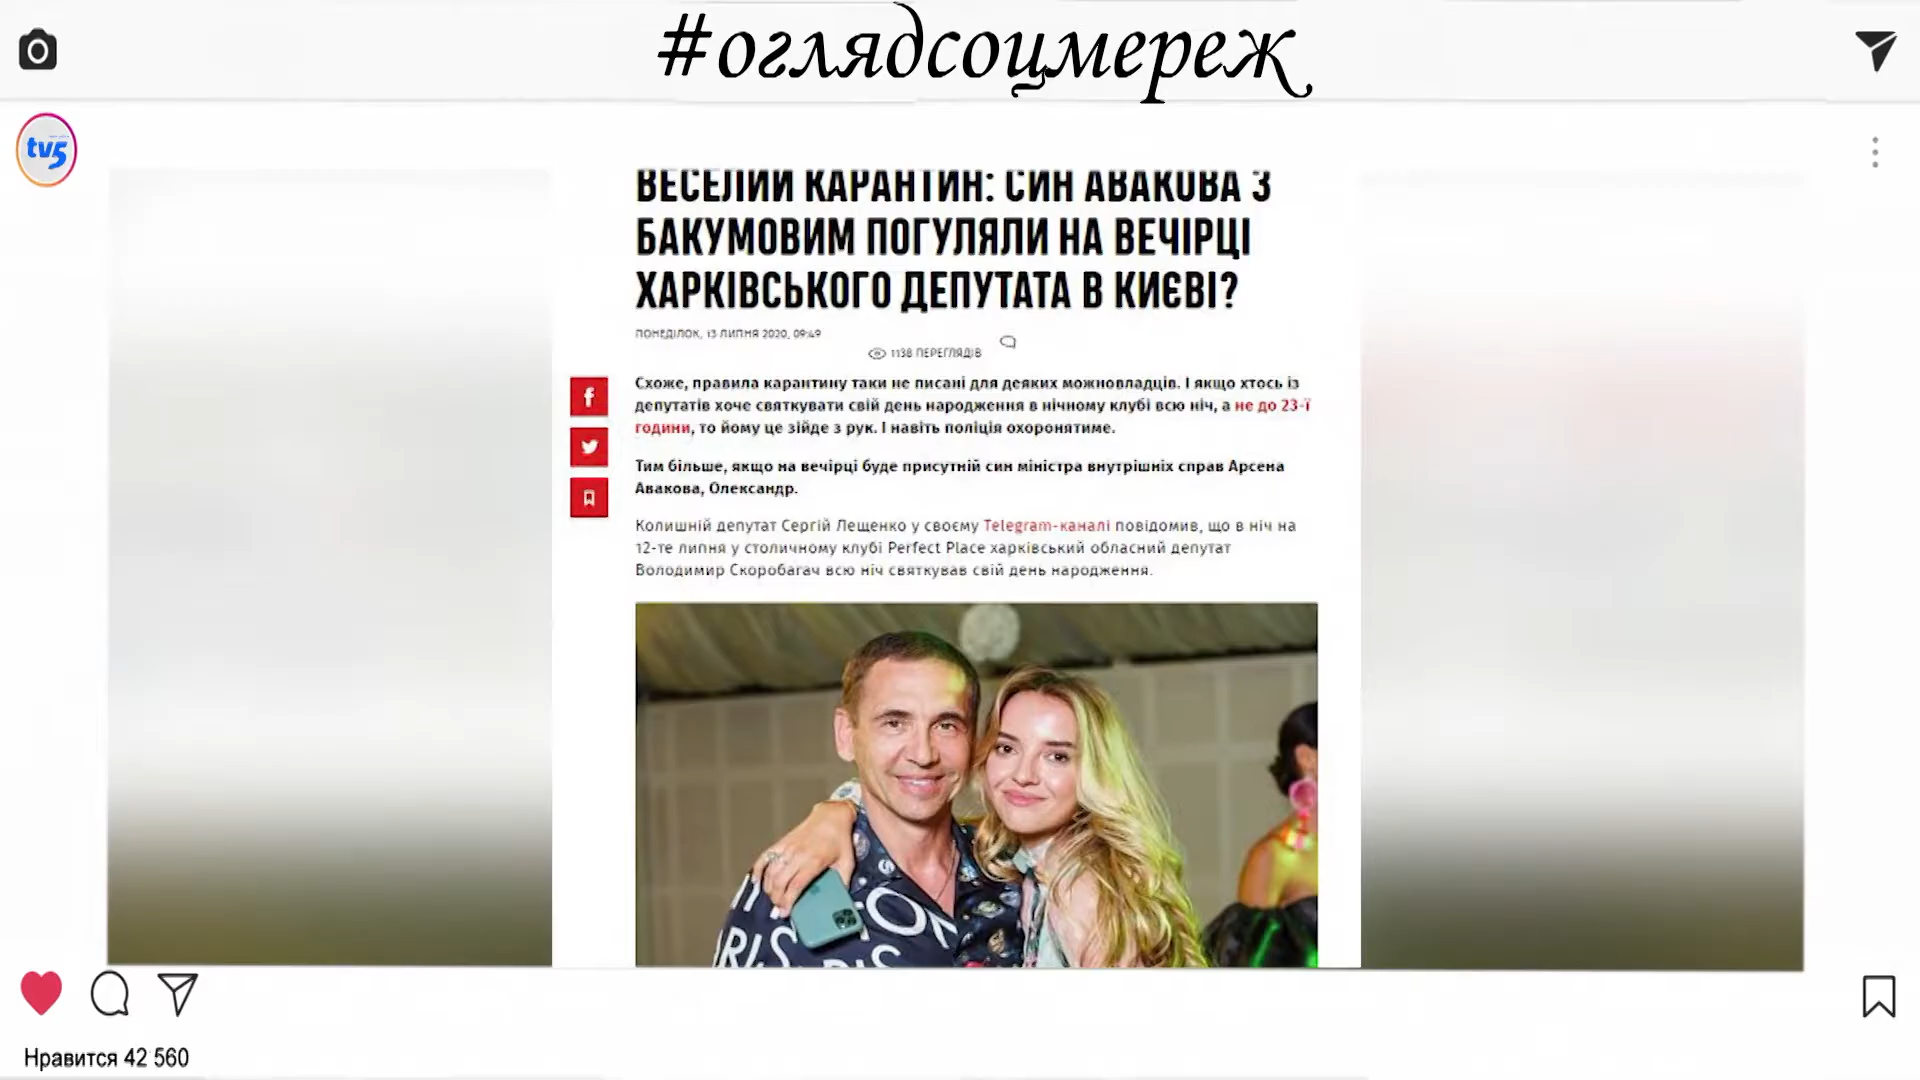 #оглядсоцмереж
tv5
ВЕСЕЛИЙ КАРАНТИН: СИН АВАКОВА З
БАКУМОВИМ ПОГУЛЯЛИ НА ВЕЧІРЦІ
ХАРКІВСЬКОГО ДЕПУТАТА В КИЄВІ?
ПОНЕДІЛОК, 13 ЛИПНЯ 2020, 09:49
1138 ПЕРЕГЛЯДІВ
Схоже, правила карантину таки не писані для деяких можновладців. І якщо хтось із
депутатів хоче святкувати свій день народження в нічному клубі всю ніч, а не до 23-ї
години, то йому це зійде з рук. І навіть поліція охоронятиме.
Тим більше, якщо на вечірці буде присутній син міністра внутрішніх справ Арсена
Авакова, Олександр.
Колишній депутат Сергій Лещенко у своєму Telegram-каналі повідомив, що в ніч на
12-те липня у столичному клубі Perfect Place харківський обласний депутат
Володимир Скоробагач всю ніч святкував свій день народження.
Нравится 42 560